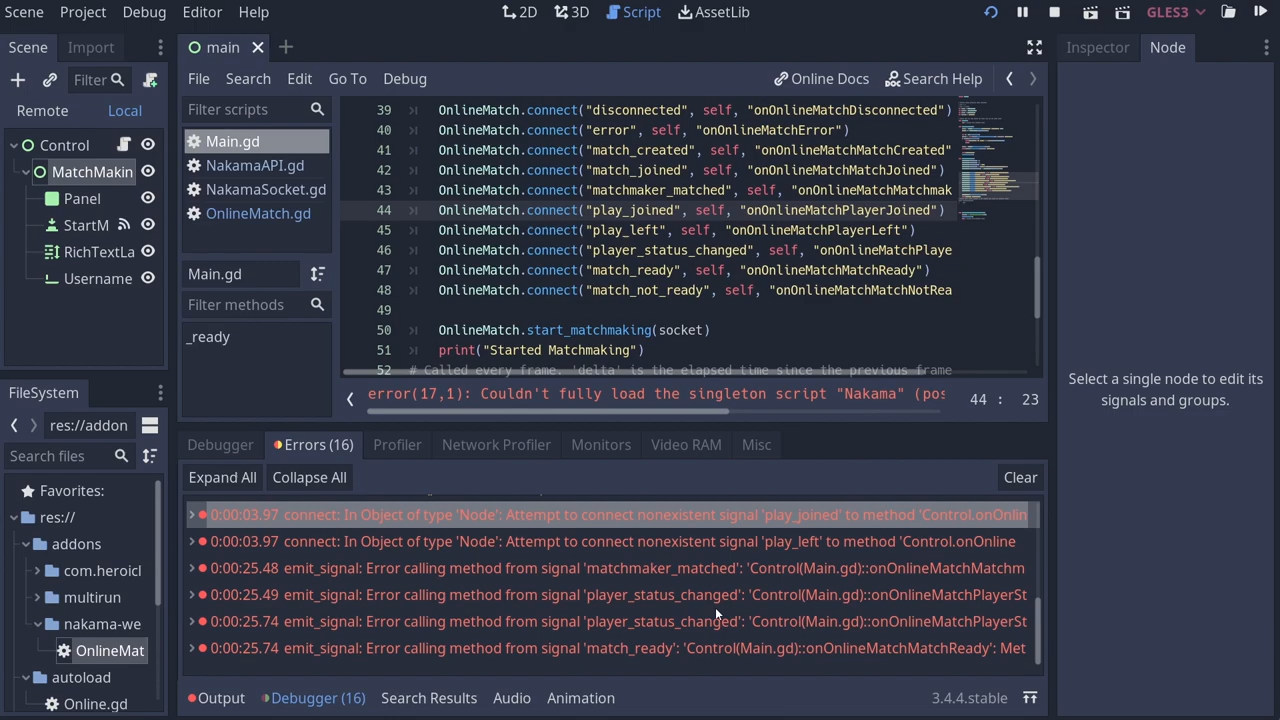 Scene Project Debug Editor Help
2D 3D Script AssetLib
GLES3
Scene Import
main
Inspector Node
Filter
Remote Local
Control
MatchMakin
Panel
StartM
RichTextLa
Username
FileSystem
res://addon
Search files
Favorites:
res://
addons
com.heroicl
multirun
nakama-we
OnlineMat
autoload
Online.gd
File Search Edit Go To Debug
Online Docs Search Help
Filter scripts
Main.gd
NakamaAPI.gd
NakamaSocket.gd
OnlineMatch.gd
Main.gd
Filter methods
_ready
39 OnlineMatch.connect("disconnected", self, "onOnlineMatchDisconnected")
40 OnlineMatch.connect("error", self, "onOnlineMatchError")
41 OnlineMatch.connect("match_created", self, "onOnlineMatchMatchCreated"
42 OnlineMatch.connect("match_joined", self, "onOnlineMatchMatchJoined")
43 OnlineMatch.connect("matchmaker_matched", self, "onOnlineMatchMatchmak
44 OnlineMatch.connect("play_joined", self, "onOnlineMatchPlayerJoined")
45 OnlineMatch.connect("play_left", self, "onOnlineMatchPlayerLeft")
46 OnlineMatch.connect("player_status_changed", self, "onOnlineMatchPlaye
47 OnlineMatch.connect("match_ready", self, "onOnlineMatchMatchReady")
48 OnlineMatch.connect("match_not_ready", self, "onOnlineMatchMatchNotRea
49
50 OnlineMatch.start_matchmaking(socket)
51 print("Started Matchmaking")
52 # Called every frame. 'delta' is the elapsed time since the previous frame
error(17,1): Couldn't fully load the singleton script "Nakama" (pos
44 : 23
Debugger Errors (16) Profiler Network Profiler Monitors Video RAM Misc
Expand All Collapse All Clear
0:00:03.97 connect: In Object of type 'Node': Attempt to connect nonexistent signal 'play_joined' to method 'Control.onOnlin
0:00:03.97 connect: In Object of type 'Node': Attempt to connect nonexistent signal 'play_left' to method 'Control.onOnline
0:00:25.48 emit_signal: Error calling method from signal 'matchmaker_matched': 'Control(Main.gd)::onOnlineMatchMatchm
0:00:25.49 emit_signal: Error calling method from signal 'player_status_changed': 'Control(Main.gd)::onOnlineMatchPlayerSt
0:00:25.74 emit_signal: Error calling method from signal 'player_status_changed': 'Control(Main.gd)::onOnlineMatchPlayerSt
0:00:25.74 emit_signal: Error calling method from signal 'match_ready': 'Control(Main.gd)::onOnlineMatchMatchReady': Met
Output Debugger (16) Search Results Audio Animation
3.4.4.stable
Select a single node to edit its
signals and groups.